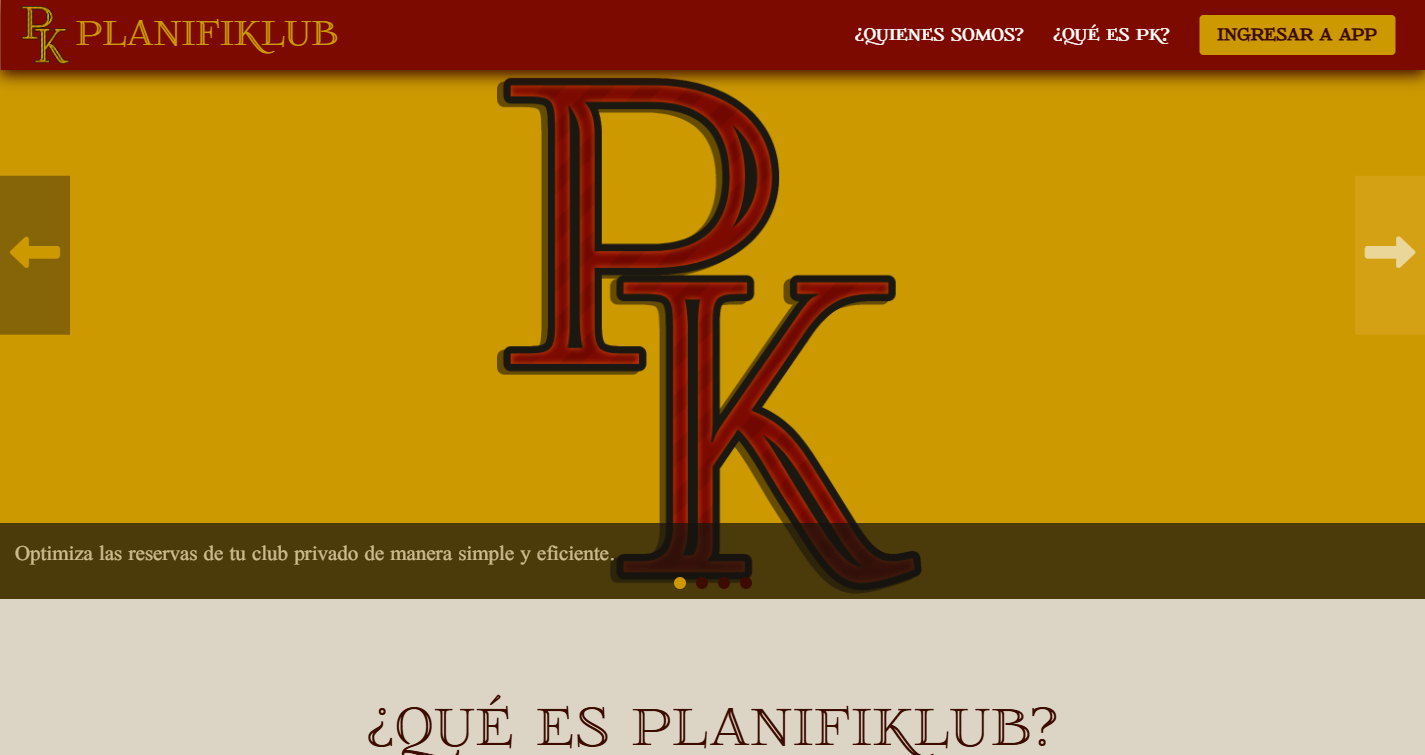 PK PLANIFIKLUB
¿QUIENES SOMOS? ¿QUÉ ES PK? INGRESAR A APP
PK
Optimiza las reservas de tu club privado de manera simple y eficiente.
¿QUÉ ES PLANIFIKLUB?